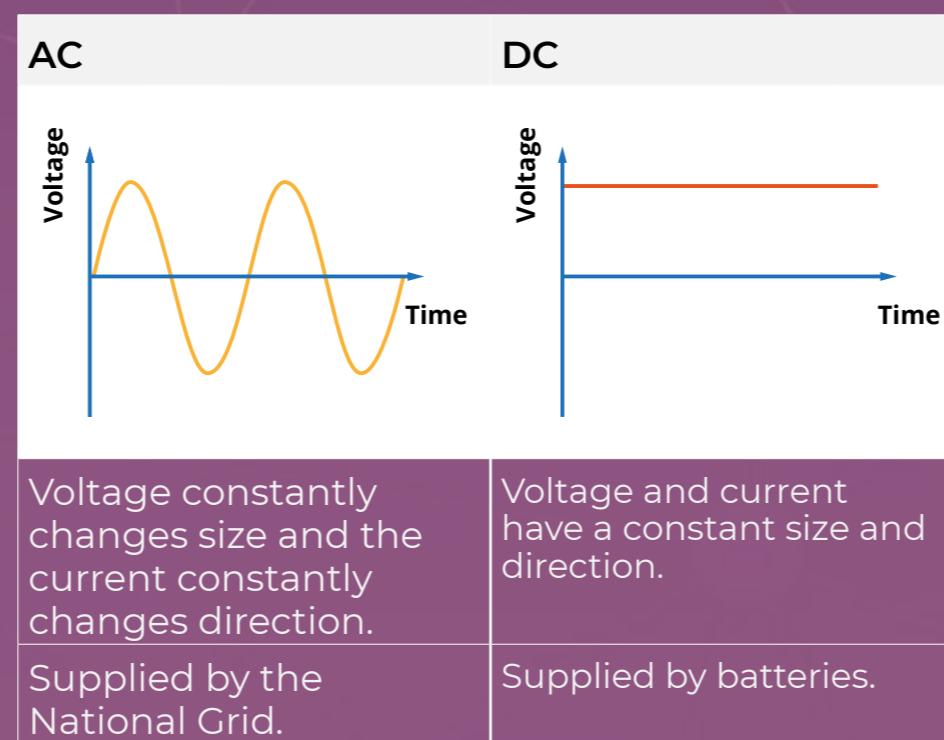 AC
DC
Voltage
Time
Voltage
Time
Voltage constantly
changes size and the
current constantly
changes direction.
Voltage and current
have a constant size and
direction.
Supplied by the
National Grid.
Supplied by batteries.